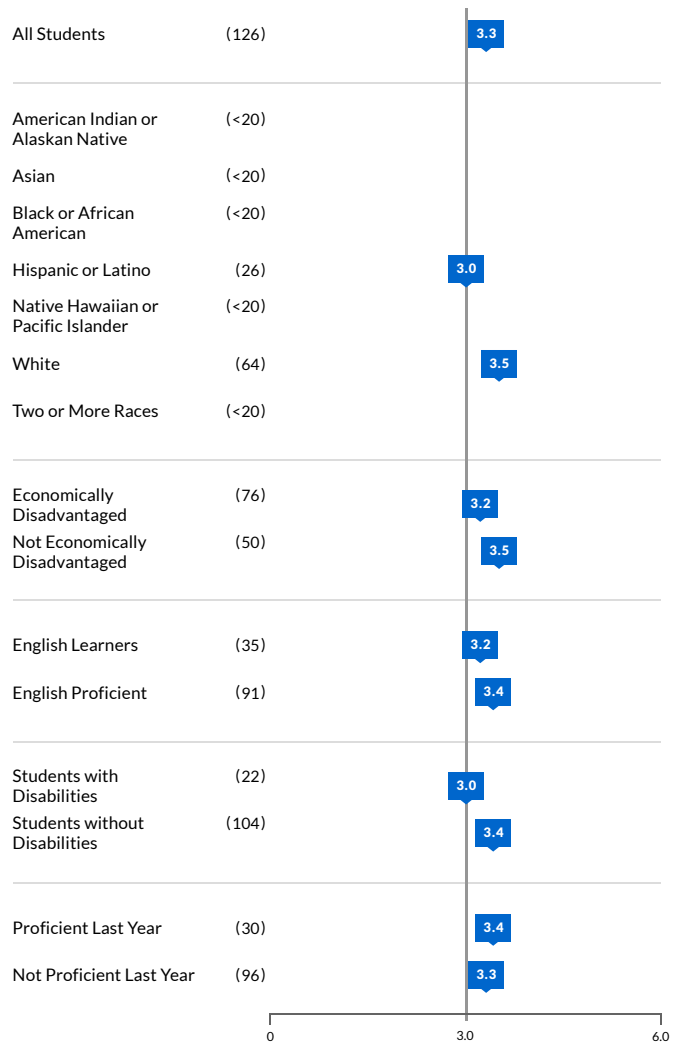 All Students (126) 3.3
American Indian or (<20)
Alaskan Native
Asian (<20)
Black or African (<20)
American
Hispanic or Latino (26) 3.0
Native Hawaiian or (<20)
Pacific Islander
White (64) 3.5
Two or More Races (<20)
Economically (76) 3.2
Disadvantaged
Not Economically (50) 3.5
Disadvantaged
English Learners (35) 3.2
English Proficient (91) 3.4
Students with (22) 3.0
Disabilities
Students without (104) 3.4
Disabilities
Proficient Last Year (30) 3.4
Not Proficient Last Year (96) 3.3
0 3.0 6.0